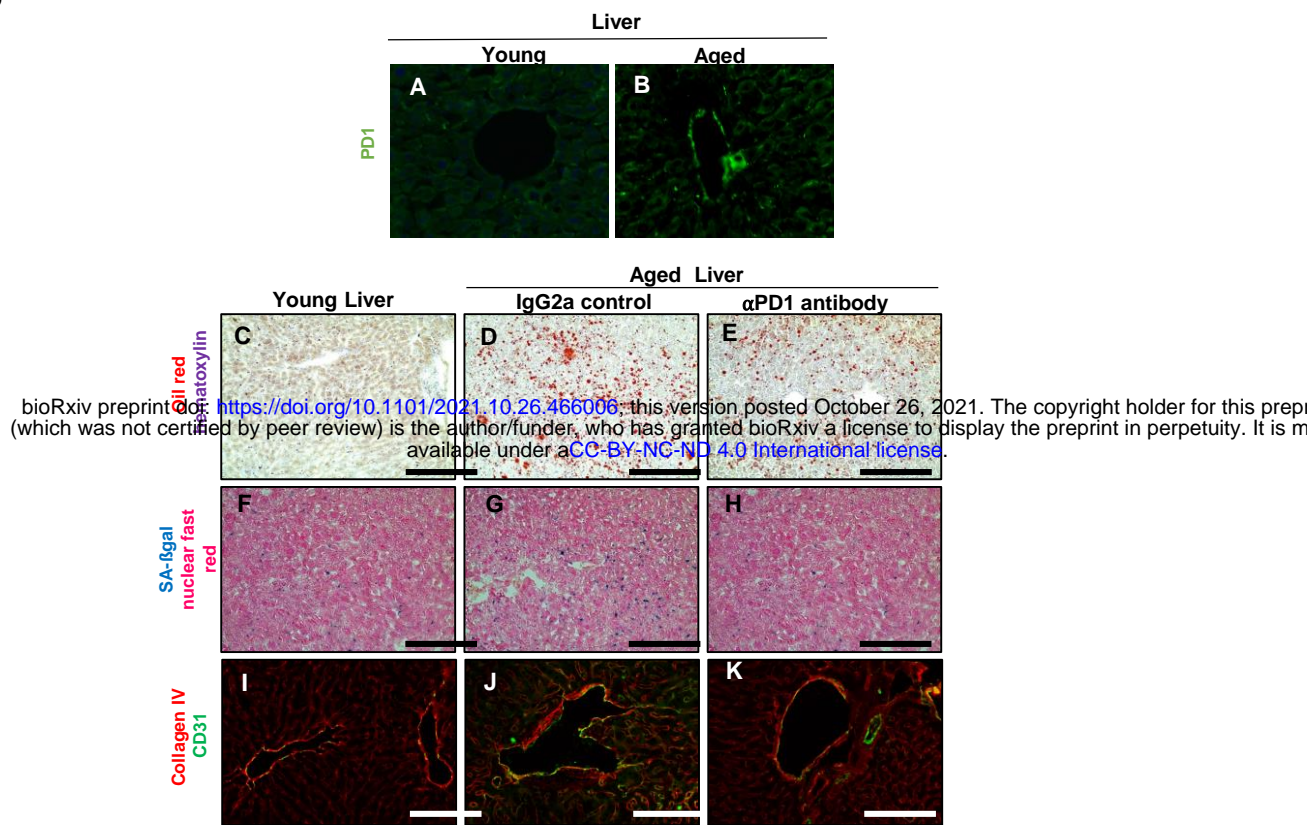 Liver
Young Aged
A B
PD1
Aged Liver
Young Liver IgG2a control αPD1 antibody
C D E
Oil red
hematoxylin
bioRxiv preprint doi: https://doi.org/10.1101/2021.10.26.466006; this version posted October 26, 2021. The copyright holder for this prepr
(which was not certified by peer review) is the author/funder, who has granted bioRxiv a license to display the preprint in perpetuity. It is m
available under aCC-BY-NC-ND 4.0 International license.
F G H
SA-ßgal
nuclear fast
red
I J K
Collagen IV
CD31